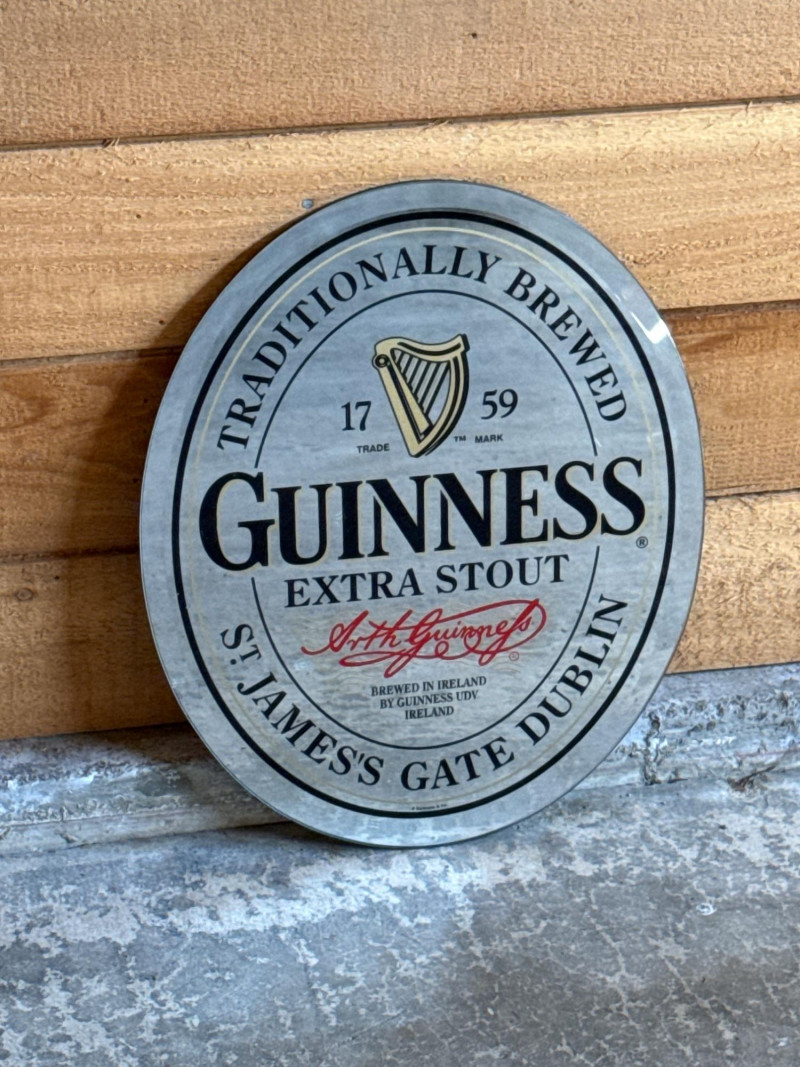 TRADITIONALLY BREWED
17 59
TRADE ™ MARK
GUINNESS®
EXTRA STOUT
Arth Guinness ®
BREWED IN IRELAND
BY GUINNESS UDV
IRELAND
ST. JAMES'S GATE DUBLIN